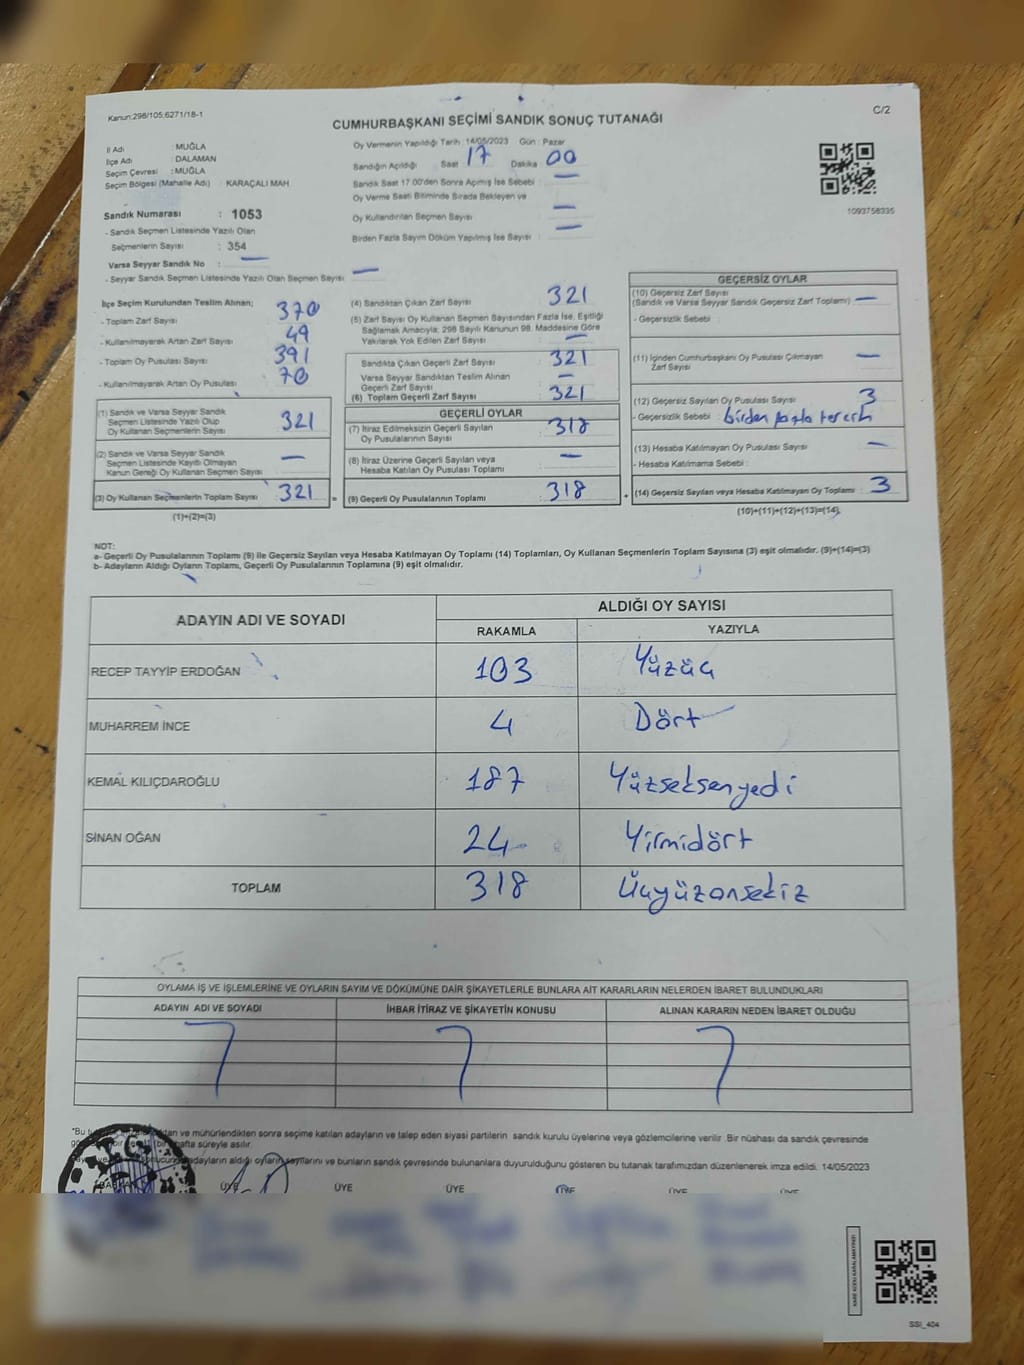 Kanun:298/105;6271/18-1
C/2
CUMHURBAŞKANI SEÇİMİ SANDIK SONUÇ TUTANAĞI
İl Adı : MUĞLA
İlçe Adı : DALAMAN
Seçim Çevresi : MUĞLA
Seçim Bölgesi (Mahalle Adı) : KARAÇALI MAH
Sandık Numarası : 1053
- Sandık Seçmen Listesinde Yazılı Olan
Seçmenlerin Sayısı : 354
Varsa Seyyar Sandık No : —
- Seyyar Sandık Seçmen Listesinde Yazılı Olan Seçmen Sayısı : —
Oy Vermenin Yapıldığı Tarih : 14/05/2023 Gün : Pazar
Sandığın Açıldığı Saat 17 Dakika 00
Sandık Saat 17.00'den Sonra Açılmış İse Sebebi : —
Oy Verme Saati Bitiminde Sırada Bekleyen ve
Oy Kullandırılan Seçmen Sayısı : —
Birden Fazla Sayım Döküm Yapılmış İse Sayısı : —
1093758335
İlçe Seçim Kurulundan Teslim Alınan;
- Toplam Zarf Sayısı : 370
- Kullanılmayarak Artan Zarf Sayısı : 49
- Toplam Oy Pusulası Sayısı : 391
- Kullanılmayarak Artan Oy Pusulası : 70
(1) Sandık ve Varsa Seyyar Sandık
Seçmen Listesinde Yazılı Olup
Oy Kullanan Seçmenlerin Sayısı : 321
(2) Sandık ve Varsa Seyyar Sandık
Seçmen Listesinde Kayıtlı Olmayan
Kanun Gereği Oy Kullanan Seçmen Sayısı : —
(3) Oy Kullanan Seçmenlerin Toplam Sayısı : 321 =
(1)+(2)=(3)
(4) Sandıktan Çıkan Zarf Sayısı : 321
(5) Zarf Sayısı Oy Kullanan Seçmen Sayısından Fazla İse, Eşitliği
Sağlamak Amacıyla; 298 Sayılı Kanunun 98. Maddesine Göre
Yakılarak Yok Edilen Zarf Sayısı : —
Sandıkta Çıkan Geçerli Zarf Sayısı : 321
Varsa Seyyar Sandıktan Teslim Alınan
Geçerli Zarf Sayısı : —
(6) Toplam Geçerli Zarf Sayısı : 321
GEÇERLİ OYLAR
(7) İtiraz Edilmeksizin Geçerli Sayılan
Oy Pusulalarının Sayısı : 318
(8) İtiraz Üzerine Geçerli Sayılan veya
Hesaba Katılan Oy Pusulası Toplamı : —
(9) Geçerli Oy Pusulalarının Toplamı : 318 +
GEÇERSİZ OYLAR
(10) Geçersiz Zarf Sayısı
(Sandık ve Varsa Seyyar Sandık Geçersiz Zarf Toplamı) : —
- Geçersizlik Sebebi :
(11) İçinden Cumhurbaşkanı Oy Pusulası Çıkmayan
Zarf Sayısı : —
(12) Geçersiz Sayılan Oy Pusulası Sayısı : 3
- Geçersizlik Sebebi : birden fazla tercih
(13) Hesaba Katılmayan Oy Pusulası Sayısı : —
- Hesaba Katılmama Sebebi :
(14) Geçersiz Sayılan veya Hesaba Katılmayan Oy Toplamı : 3
(10)+(11)+(12)+(13)=(14)
NOT:
a- Geçerli Oy Pusulalarının Toplamı (9) ile Geçersiz Sayılan veya Hesaba Katılmayan Oy Toplamı (14) Toplamları, Oy Kullanan Seçmenlerin Toplam Sayısına (3) eşit olmalıdır. (9)+(14)=(3)
b- Adayların Aldığı Oyların Toplamı, Geçerli Oy Pusulalarının Toplamına (9) eşit olmalıdır.
ADAYIN ADI VE SOYADI
ALDIĞI OY SAYISI
RAKAMLA YAZIYLA
RECEP TAYYİP ERDOĞAN 103 Yüzüç
MUHARREM İNCE 4 Dört
KEMAL KILIÇDAROĞLU 187 Yüzseksenyedi
SİNAN OĞAN 24 Yirmidört
TOPLAM 318 Üçyüzonsekiz
OYLAMA İŞ VE İŞLEMLERİNE VE OYLARIN SAYIM VE DÖKÜMÜNE DAİR ŞİKAYETLERLE BUNLARA AİT KARARLARIN NELERDEN İBARET BULUNDUKLARI
ADAYIN ADI VE SOYADI İHBAR İTİRAZ VE ŞİKAYETİN KONUSU ALINAN KARARIN NEDEN İBARET OLDUĞU
ve mühürlendikten sonra seçime katılan adayların ve talep eden siyasi partilerin sandık kurulu üyelerine veya gözlemcilerine verilir. Bir nüshası da sandık çevresinde
hafta süreyle asılır.
adayların aldığı oyların sayılarını ve bunların sandık çevresinde bulunanlara duyurulduğunu gösteren bu tutanak tarafımızdan düzenlenerek imza edildi. 14/05/2023
BAŞKAN ÜYE ÜYE ÜYE ÜYE ÜYE ÜYE
SSI_404